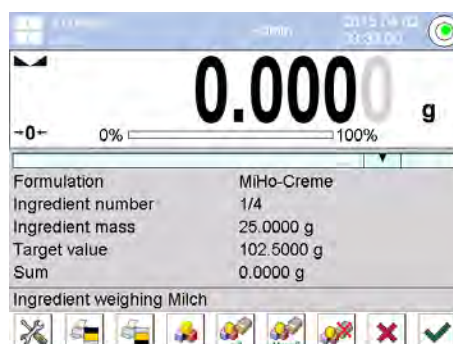 0.0000 g
→0←
0% 100%
Formulation MiHo-Creme
Ingredient number 1/4
Ingredient mass 25.0000 g
Target value 102.5000 g
Sum 0.0000 g
Ingredient weighing Milch